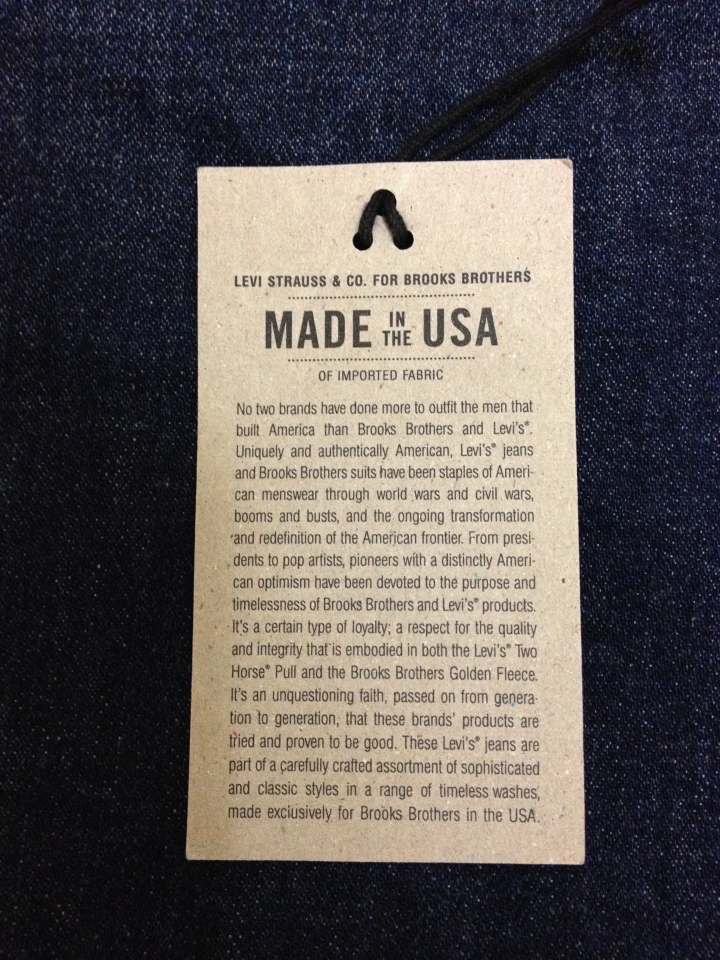 LEVI STRAUSS & CO. FOR BROOKS BROTHERS
MADE IN THE USA
OF IMPORTED FABRIC
No two brands have done more to outfit the men that
built America than Brooks Brothers and Levi's®.
Uniquely and authentically American, Levi's® jeans
and Brooks Brothers suits have been staples of Ameri-
can menswear through world wars and civil wars,
booms and busts, and the ongoing transformation
and redefinition of the American frontier. From presi-
dents to pop artists, pioneers with a distinctly Ameri-
can optimism have been devoted to the purpose and
timelessness of Brooks Brothers and Levi's® products.
It's a certain type of loyalty; a respect for the quality
and integrity that is embodied in both the Levi's® Two
Horse® Pull and the Brooks Brothers Golden Fleece.
It's an unquestioning faith, passed on from genera-
tion to generation, that these brands' products are
tried and proven to be good. These Levi's® jeans are
part of a carefully crafted assortment of sophisticated
and classic styles in a range of timeless washes,
made exclusively for Brooks Brothers in the USA.